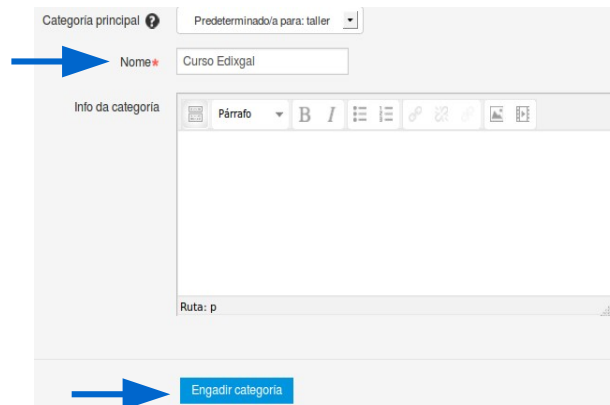 Categoría principal Predeterminado/a para: taller
Nome* Curso Edixgal
Info da categoría
Párrafo B I
Ruta: p
Engadir categoría